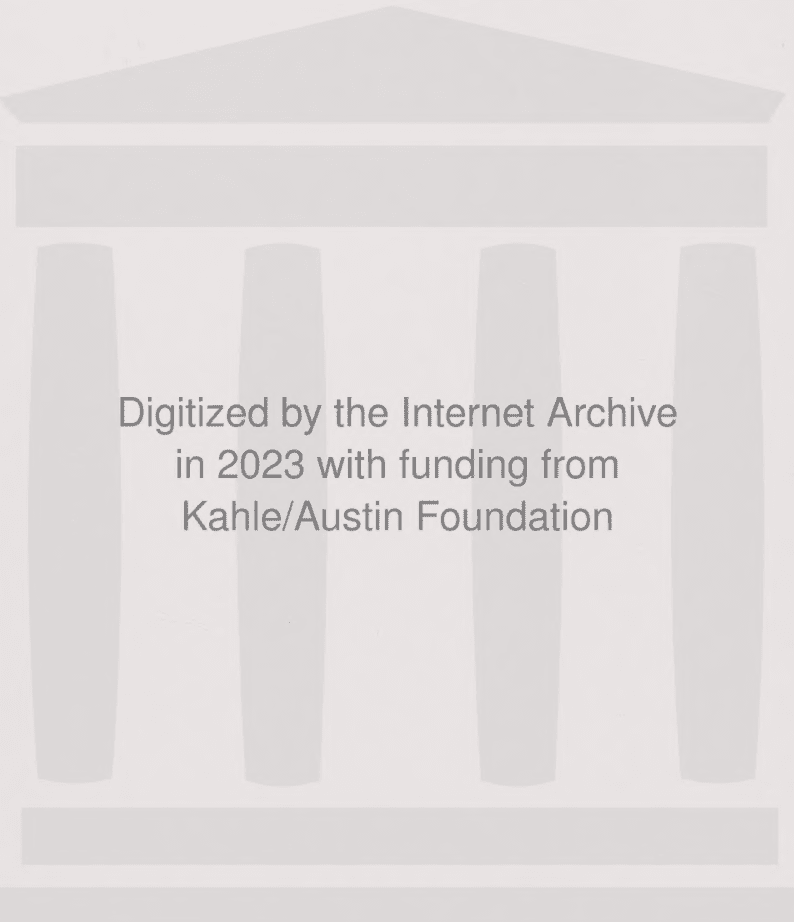 Digitized by the Internet Archive
in 2023 with funding from
Kahle/Austin Foundation